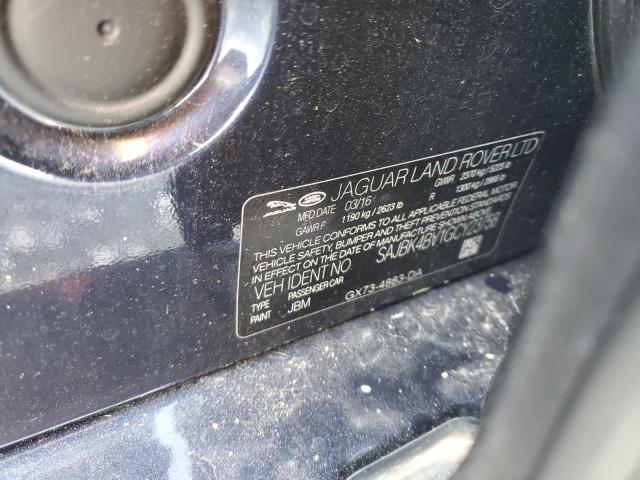 JAGUAR LAND ROVER LTD
JAGUAR
MFD DATE 03/16 GVWR 2370 kg / 5225 lb
GAWR F 1190 kg / 2623 lb R 1300 kg / 2866 lb
THIS VEHICLE CONFORMS TO ALL APPLICABLE FEDERAL MOTOR
VEHICLE SAFETY, BUMPER AND THEFT PREVENTION STANDARDS
IN EFFECT ON THE DATE OF MANUFACTURE SHOWN ABOVE.
VEH IDENT NO. SAJBK4BV1GCY23759
TYPE PASSENGER CAR
PAINT JBM GX73-4883-DA